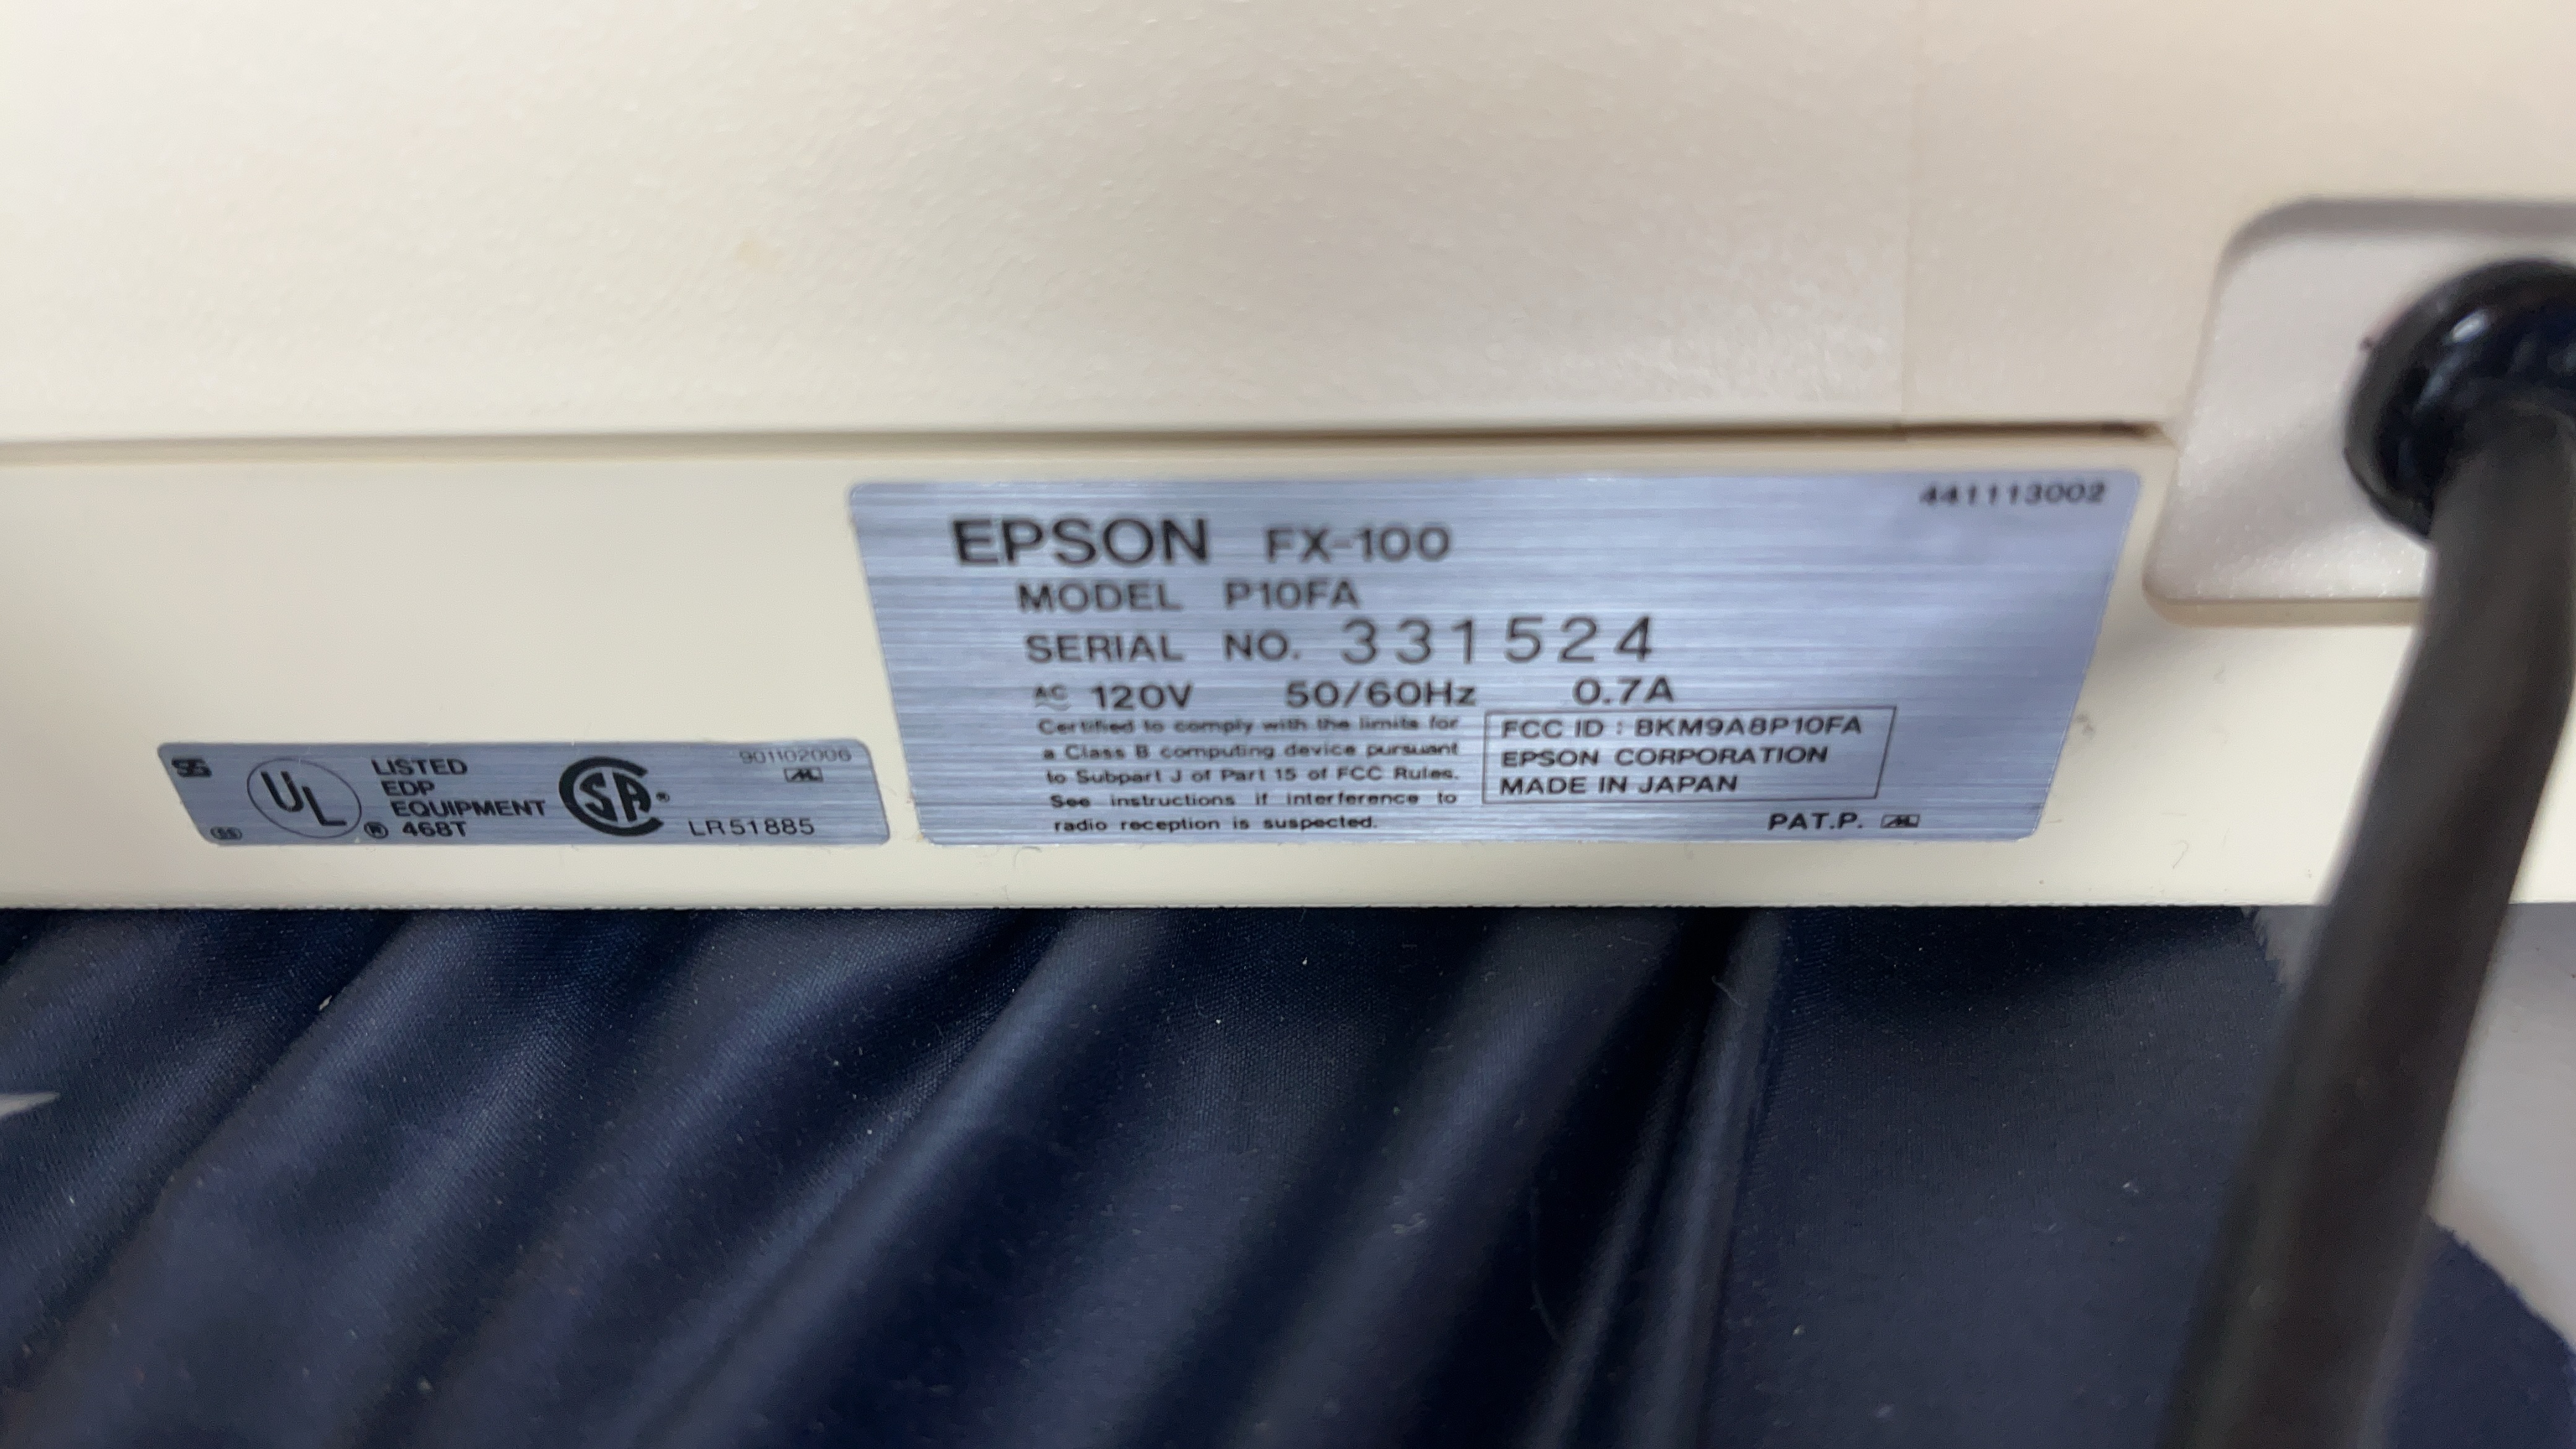 441113002
EPSON FX-100
MODEL P10FA
SERIAL NO. 331524
AC 120V 50/60Hz 0.7A
Certified to comply with the limits for
a Class B computing device pursuant
to Subpart J of Part 15 of FCC Rules.
See instructions if interference to
radio reception is suspected.
FCC ID : BKM9A8P10FA
EPSON CORPORATION
MADE IN JAPAN
PAT.P.
901102006
UL
LISTED
EDP
EQUIPMENT
® 468T
SA®
LR51885